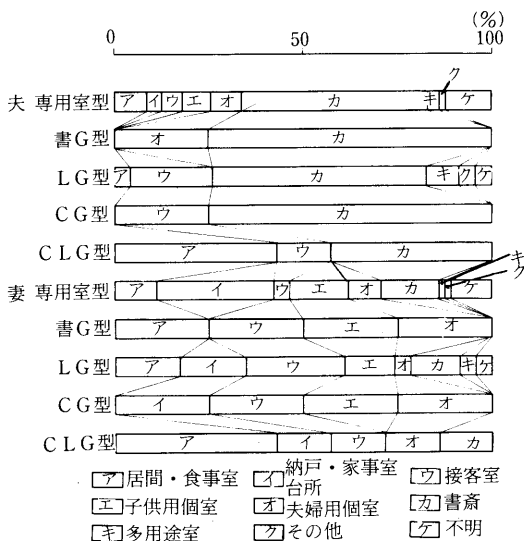 (%)
0 50 100
ク
夫 専用室型 ア イ ウ エ オ カ キ ケ
書G型 オ カ
LG型 ア ウ カ キ ク ケ
CG型 ウ カ
CLG型 ア ウ カ
キ
ク
妻 専用室型 ア イ ウ エ オ カ ケ
書G型 ア ウ エ オ
LG型 ア イ ウ エ オ カ キ ケ
CG型 イ ウ エ オ
CLG型 ア イ ウ オ カ
ア 居間・食事室 イ 納戸・家事室 台所 ウ 接客室
エ 子供用個室 オ 夫婦用個室 カ 書斎
キ 多用途室 ク その他 ケ 不明